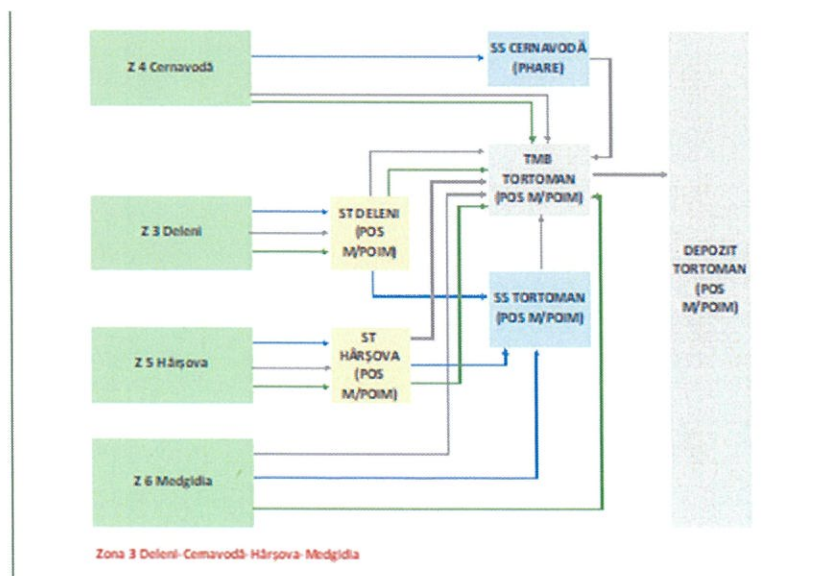 Z 4 Cernavodă
SS CERNAVODĂ
(PHARE)
TMB
TORTOMAN
(POS M/POIM)
Z 3 Deleni
ST DELENI
(POS
M/POIM)
DEPOZIT
TORTOMAN
(POS
M/POIM)
SS TORTOMAN
(POS M/POIM)
Z 5 Hârșova
ST
HÂRȘOVA
(POS
M/POIM)
Z 6 Medgidia
Zona 3 Deleni- Cernavodă- Hârșova- Medgidia